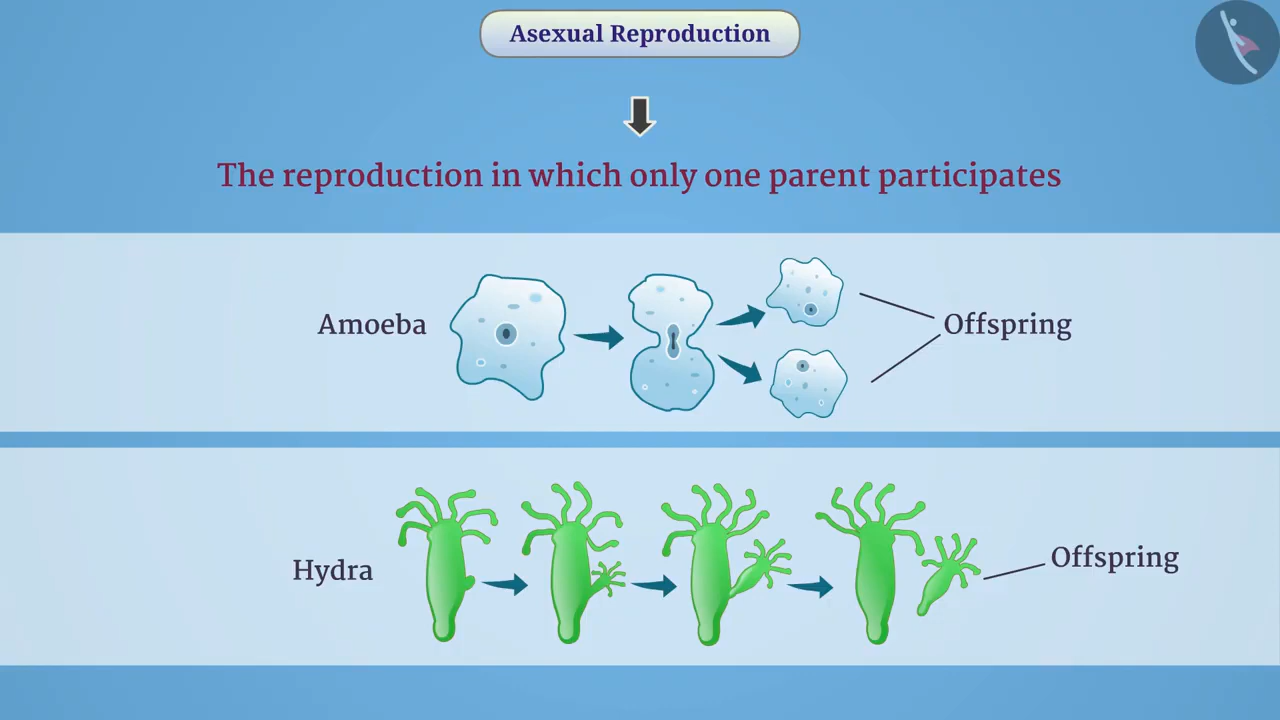 Asexual Reproduction
The reproduction in which only one parent participates
Amoeba
Offspring
Hydra
Offspring